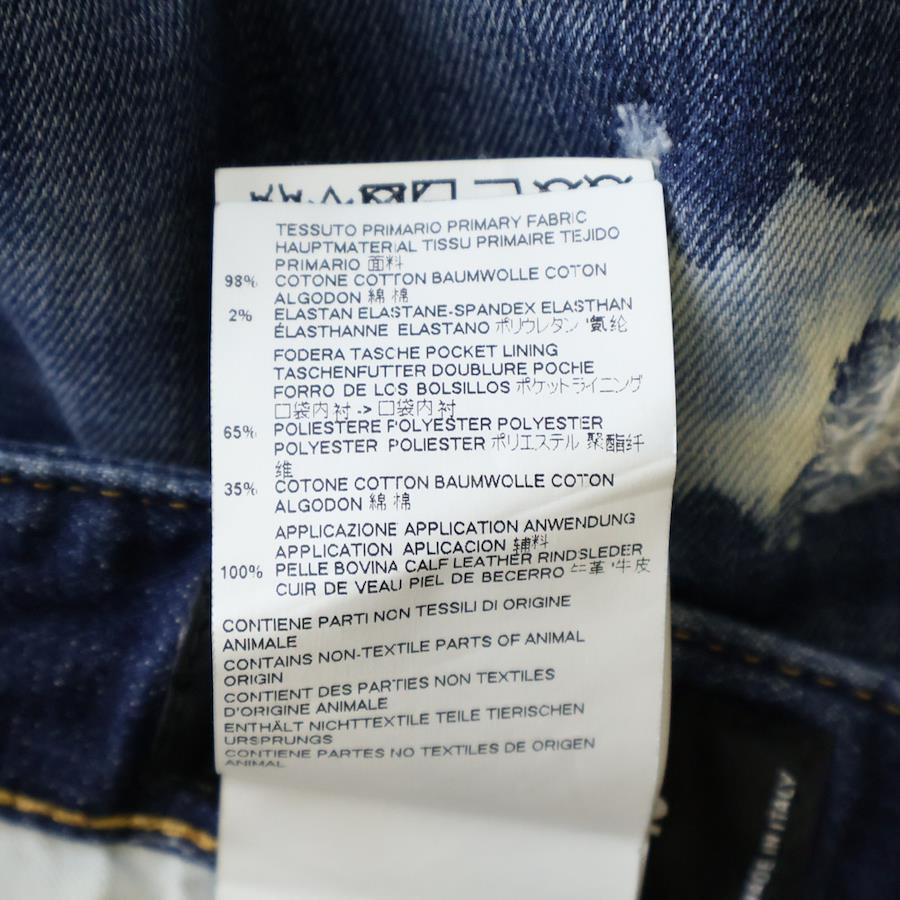 TESSUTO PRIMARIO PRIMARY FABRIC
HAUPTMATERIAL TISSU PRIMAIRE TEJIDO
PRIMARIO 面料
98% COTONE COTTON BAUMWOLLE COTON
ALGODON 綿 棉
2% ELASTAN ELASTANE-SPANDEX ELASTHAN
ÉLASTHANNE ELASTANO ポリウレタン 氨纶
FODERA TASCHE POCKET LINING
TASCHENFUTTER DOUBLURE POCHE
FORRO DE LOS BOLSILLOS ポケットライニング
口袋内衬 -> 口袋内衬
65% POLIESTERE POLYESTER POLYESTER
POLYESTER POLIESTER ポリエステル 聚酯纤
维
35% COTONE COTTON BAUMWOLLE COTON
ALGODON 綿 棉
APPLICAZIONE APPLICATION ANWENDUNG
APPLICATION APLICACION 辅料
100% PELLE BOVINA CALF LEATHER RINDSLEDER
CUIR DE VEAU PIEL DE BECERRO 牛革 牛皮
CONTIENE PARTI NON TESSILI DI ORIGINE
ANIMALE
CONTAINS NON-TEXTILE PARTS OF ANIMAL
ORIGIN
CONTIENT DES PARTIES NON TEXTILES
D'ORIGINE ANIMALE
ENTHÄLT NICHTTEXTILE TEILE TIERISCHEN
URSPRUNGS
CONTIENE PARTES NO TEXTILES DE ORIGEN
ANIMAL
MADE IN ITALY